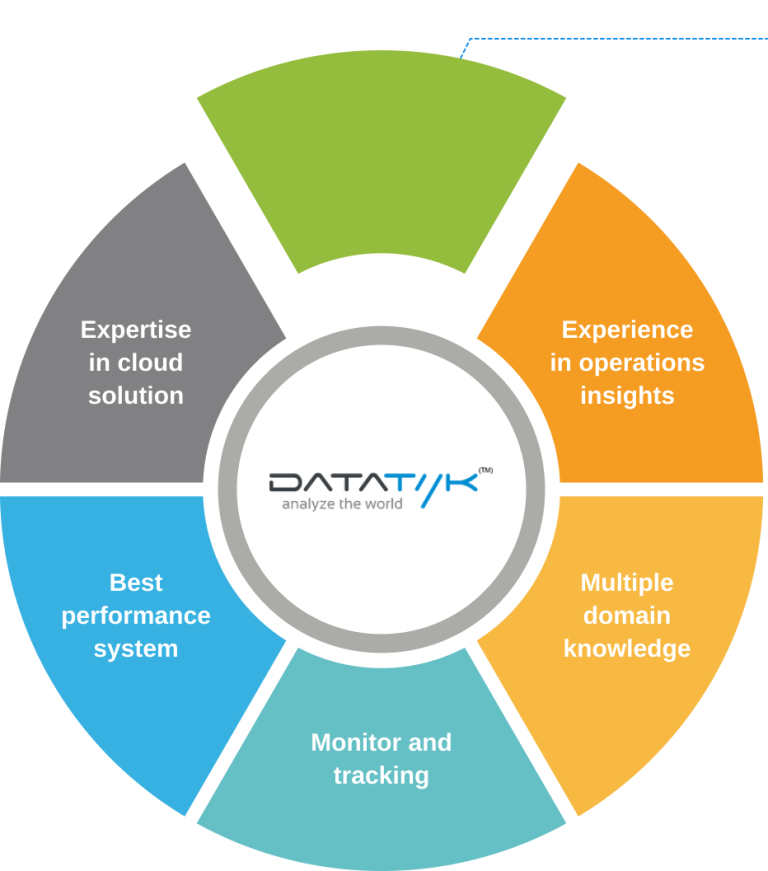 Expertise
in cloud
solution
Experience
in operations
insights
DATATIJK(TM)
analyze the world
Best
performance
system
Multiple
domain
knowledge
Monitor and
tracking